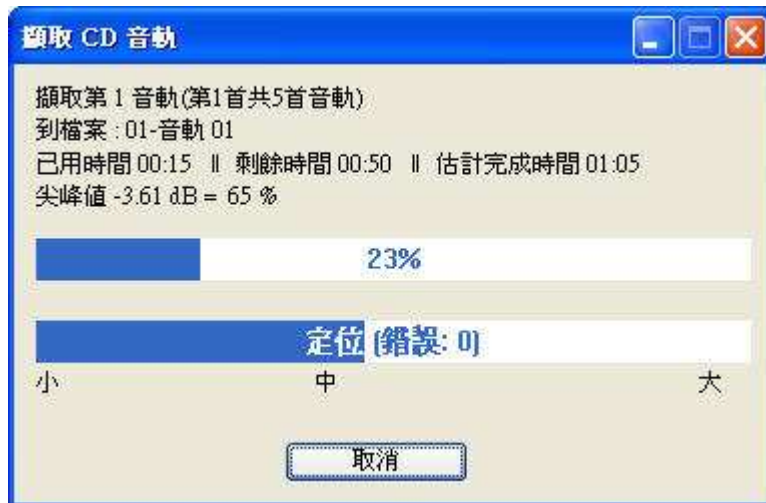 擷取 CD 音軌
擷取第 1 音軌(第1首共5首音軌)
到檔案 : 01-音軌 01
已用時間 00:15 ‖ 剩餘時間 00:50 ‖ 估計完成時間 01:05
尖峰值 -3.61 dB = 65 %
23%
定位 (錯誤: 0)
小 中 大
取消